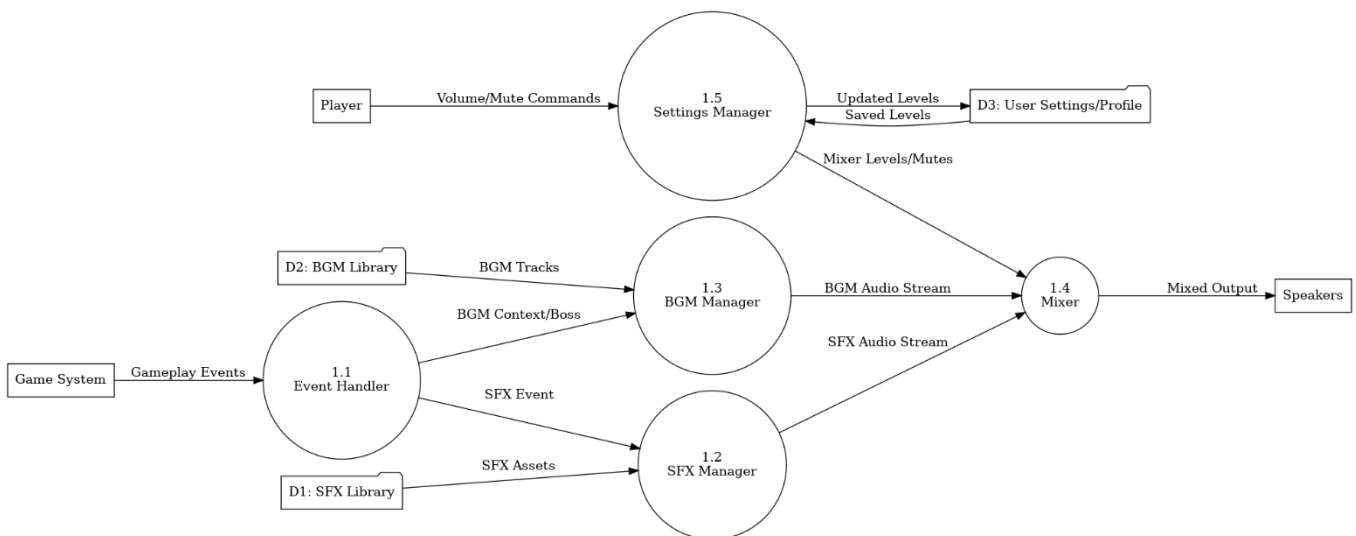 Player
Volume/Mute Commands
1.5
Settings Manager
Updated Levels
Saved Levels
D3: User Settings/Profile
Mixer Levels/Mutes
D2: BGM Library
BGM Tracks
1.3
BGM Manager
BGM Audio Stream
1.4
Mixer
Mixed Output
Speakers
BGM Context/Boss
Game System
Gameplay Events
1.1
Event Handler
SFX Event
SFX Audio Stream
1.2
SFX Manager
D1: SFX Library
SFX Assets